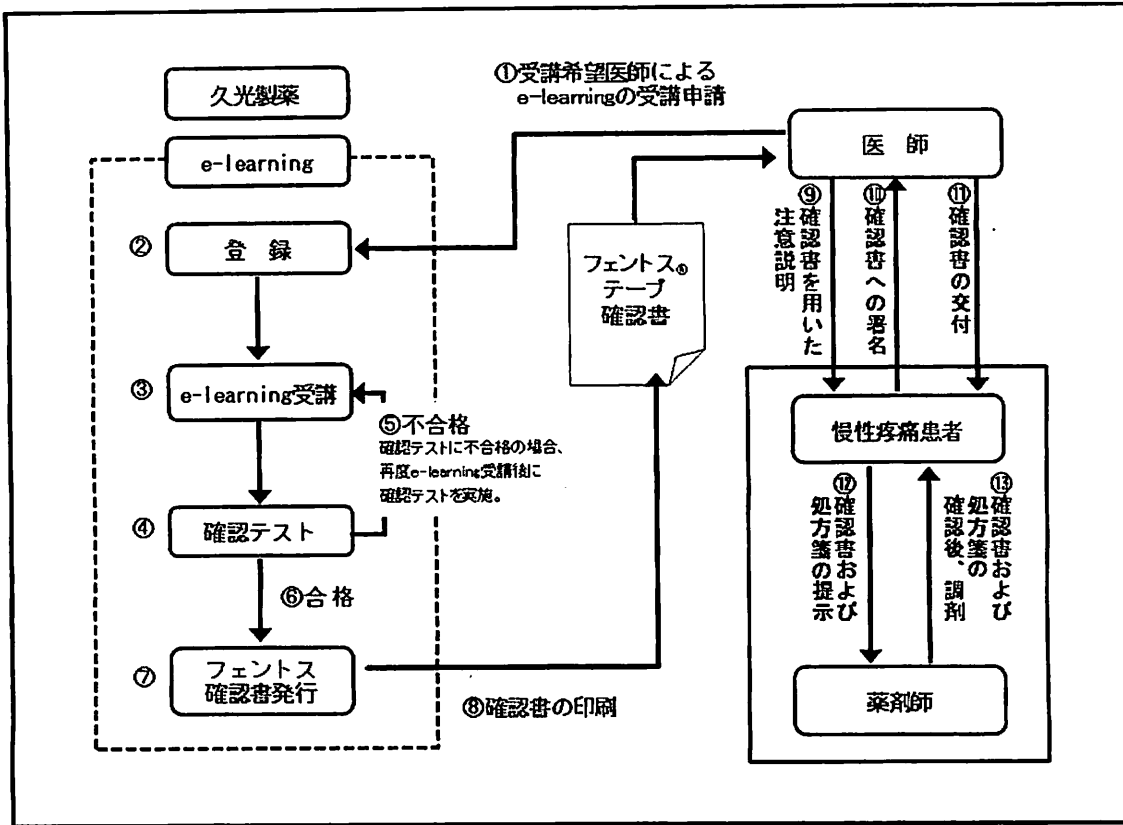 久光製薬
e-learning
①受講希望医師による
e-learningの受講申請
医 師
② 登 録
③ e-learning受講
⑤不合格
確認テストに不合格の場合、
再度e-learning受講後に
確認テストを実施。
④ 確認テスト
⑥合格
⑦ フェントス
確認書発行
⑧確認書の印刷
フェントス®
テープ
確認書
⑨確認書を用いた
注意説明
⑩確認書への署名
⑪確認書の交付
慢性疼痛患者
⑫確認書および
処方箋の提示
⑬確認書および
処方箋の
確認後、調剤
薬剤師